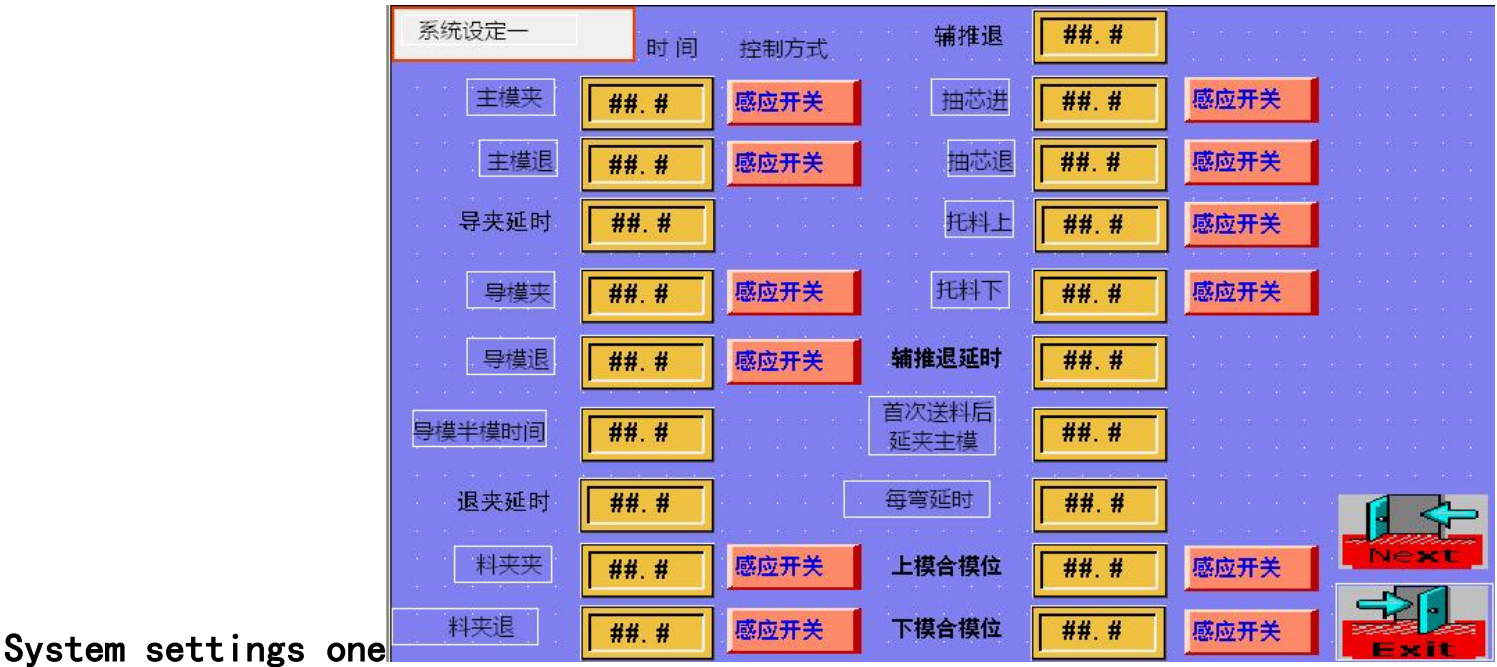 系统设定一
时 间 控制方式 辅推退 ##.#
主模夹 ##.# 感应开关 抽芯进 ##.# 感应开关
主模退 ##.# 感应开关 抽芯退 ##.# 感应开关
导夹延时 ##.# 托料上 ##.# 感应开关
导模夹 ##.# 感应开关 托料下 ##.# 感应开关
导模退 ##.# 感应开关 辅推退延时 ##.#
导模半模时间 ##.# 首次送料后
延夹主模 ##.#
退夹延时 ##.# 每弯延时 ##.#
料夹夹 ##.# 感应开关 上模合模位 ##.# 感应开关
Next
料夹退 ##.# 感应开关 下模合模位 ##.# 感应开关
Exit
System settings one